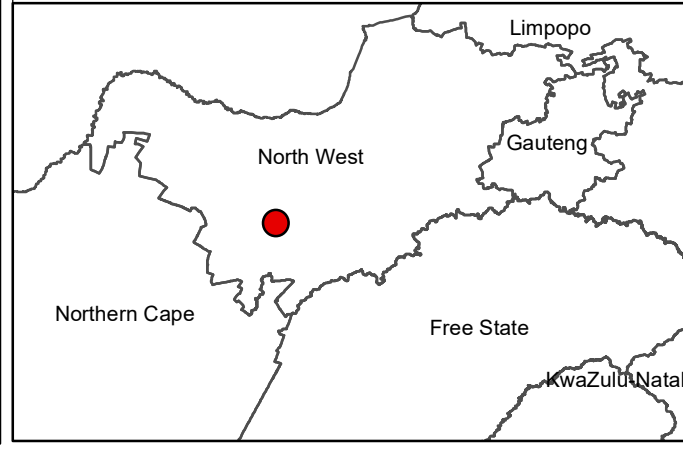 Limpopo
Gauteng
North West
Northern Cape
Free State
KwaZulu-Natal